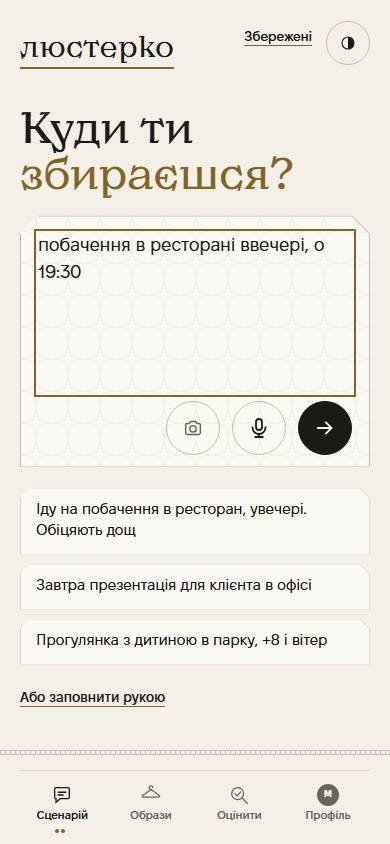 люстерко
Збережені
Куди ти
збираєшся?
побачення в ресторані ввечері, о
19:30
Іду на побачення в ресторан, увечері.
Обіцяють дощ
Завтра презентація для клієнта в офісі
Прогулянка з дитиною в парку, +8 і вітер
Або заповнити рукою
М
Сценарій
Образи
Оцінити
Профіль